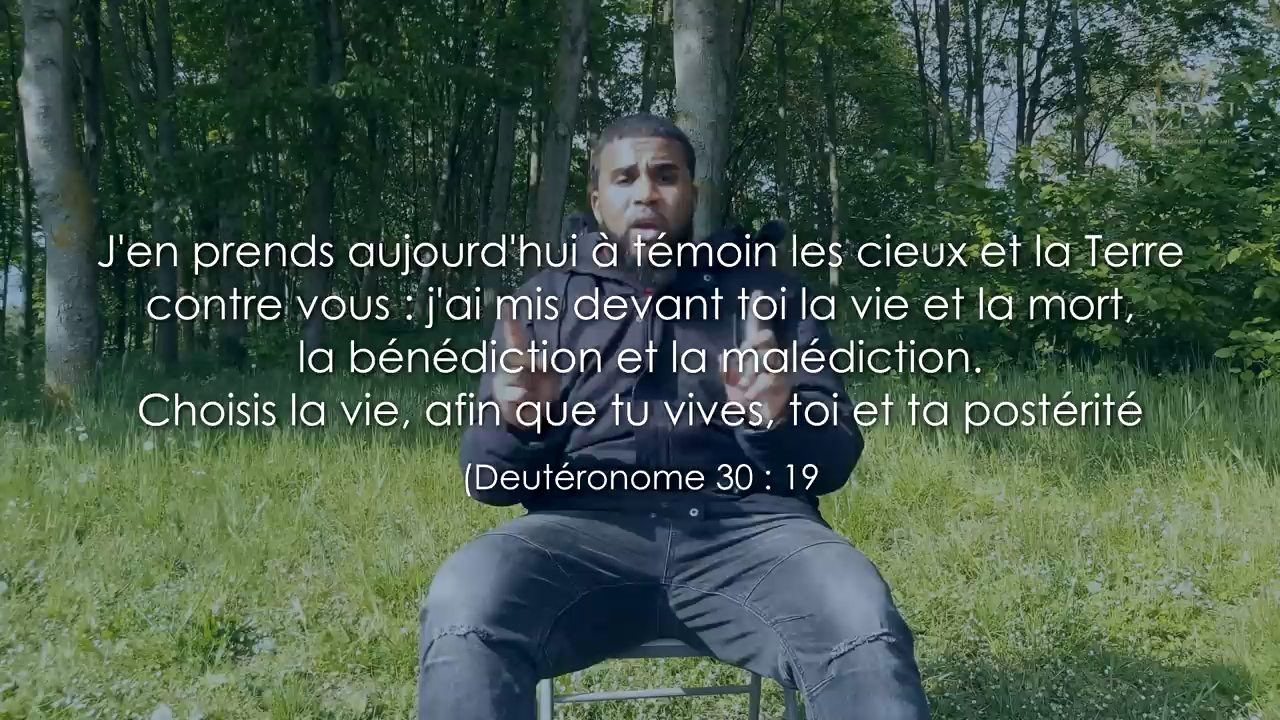 J'en prends aujourd'hui à témoin les cieux et la Terre
contre vous : j'ai mis devant toi la vie et la mort,
la bénédiction et la malédiction.
Choisis la vie, afin que tu vives, toi et ta postérité
(Deutéronome 30 : 19